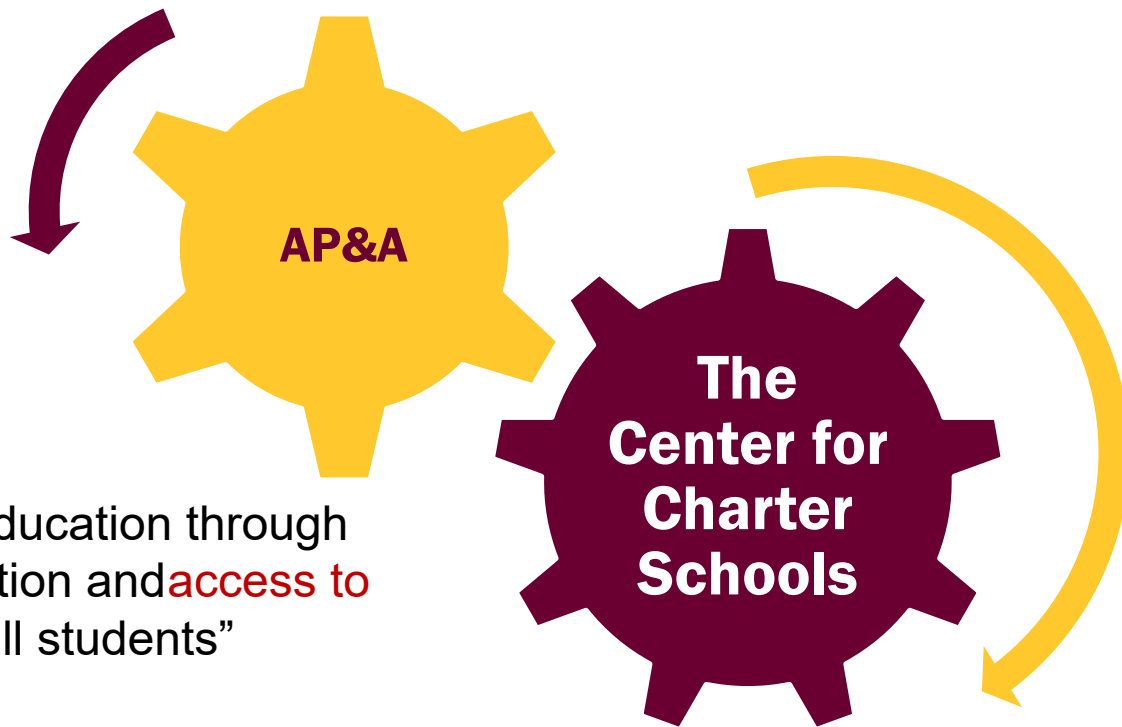 AP&A
The
Center for
Charter
Schools
ducation through
tion andaccess to
ll students”